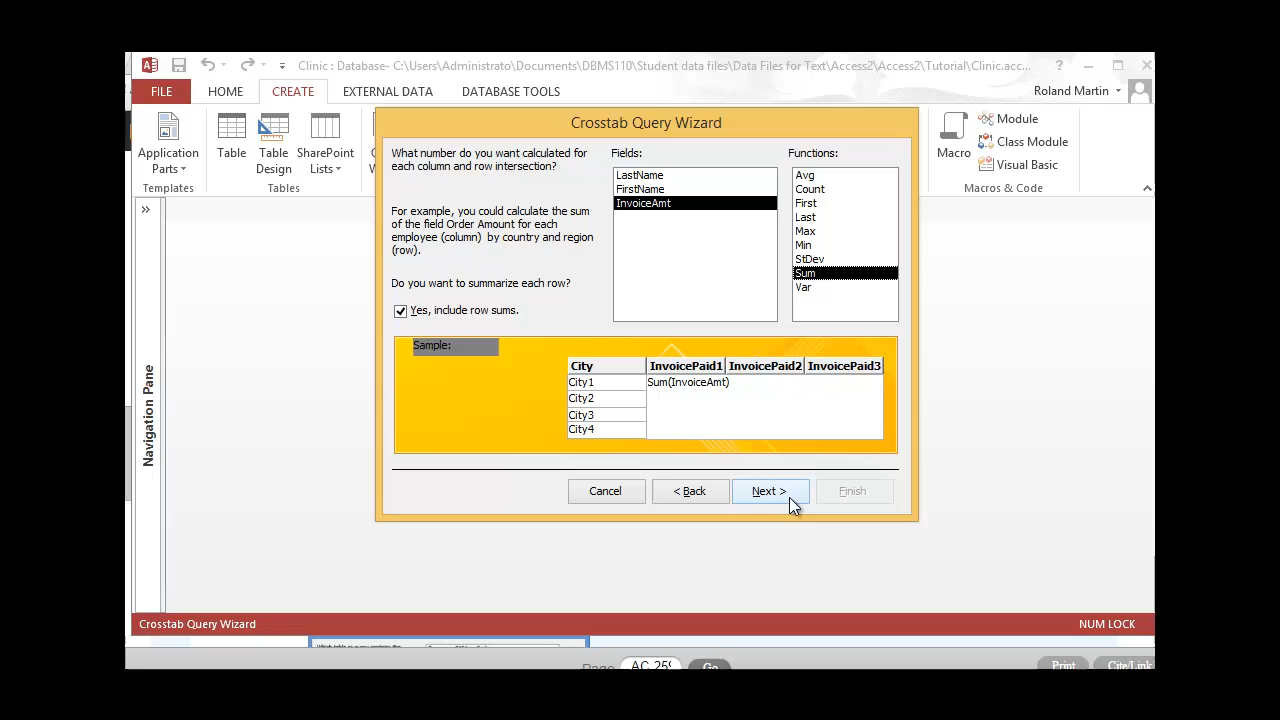 Clinic : Database- C:\Users\Administrato\Documents\DBMS110\Student data files\Data Files for Text\Access2\Access2\Tutorial\Clinic.acc... ?
FILE HOME CREATE EXTERNAL DATA DATABASE TOOLS Roland Martin
Application Parts
Table
Table Design
SharePoint Lists
Macro
Module
Class Module
Visual Basic
Templates Tables Macros & Code
Navigation Pane
Crosstab Query Wizard
What number do you want calculated for
each column and row intersection?
For example, you could calculate the sum
of the field Order Amount for each
employee (column) by country and region
(row).
Do you want to summarize each row?
Yes, include row sums.
Fields:
LastName
FirstName
InvoiceAmt
Functions:
Avg
Count
First
Last
Max
Min
StDev
Sum
Var
Sample:
City InvoicePaid1 InvoicePaid2 InvoicePaid3
City1 Sum(InvoiceAmt)
City2
City3
City4
Cancel < Back Next > Finish
Crosstab Query Wizard NUM LOCK
Page AC 259 Go Print Cite/Link